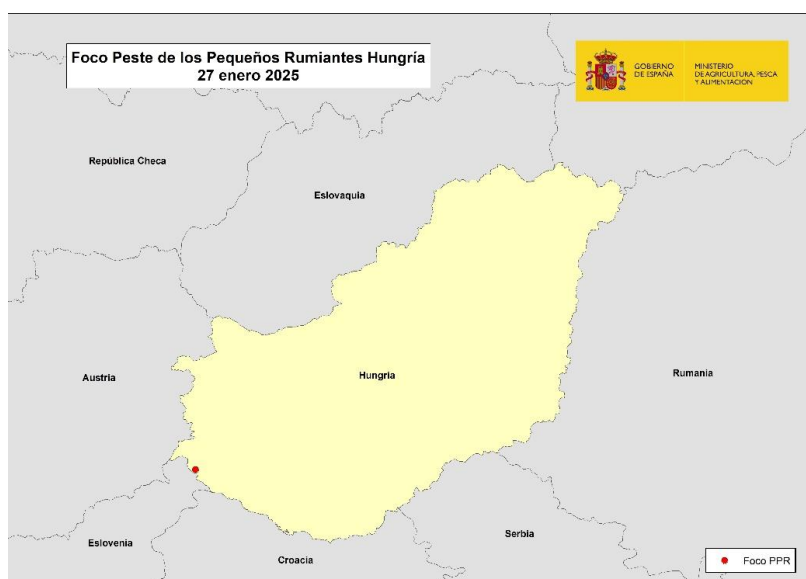 Foco Peste de los Pequeños Rumiantes Hungría
27 enero 2025
GOBIERNO
DE ESPAÑA
MINISTERIO
DE AGRICULTURA, PESCA
Y ALIMENTACIÓN
República Checa
Eslovaquia
Austria
Hungría
Rumania
Eslovenia
Croacia
Serbia
Foco PPR